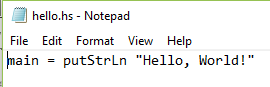 hello.hs - Notepad
File Edit Format View Help
main = putStrLn "Hello, World!"